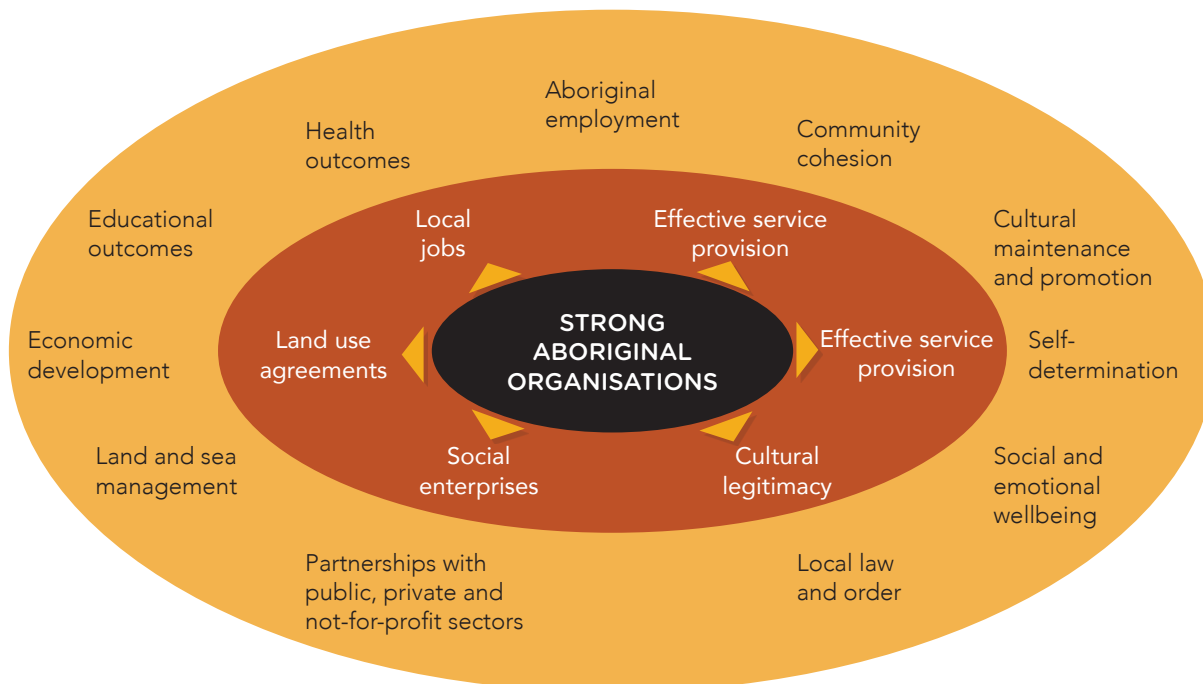 Aboriginal
employment
Health
outcomes
Community
cohesion
Educational
outcomes
Local
jobs
Effective service
provision
Cultural
maintenance
and promotion
Economic
development
Land use
agreements
STRONG
ABORIGINAL
ORGANISATIONS
Effective service
provision
Self-
determination
Land and sea
management
Social
enterprises
Cultural
legitimacy
Social and
emotional
wellbeing
Partnerships with
public, private and
not-for-profit sectors
Local law
and order